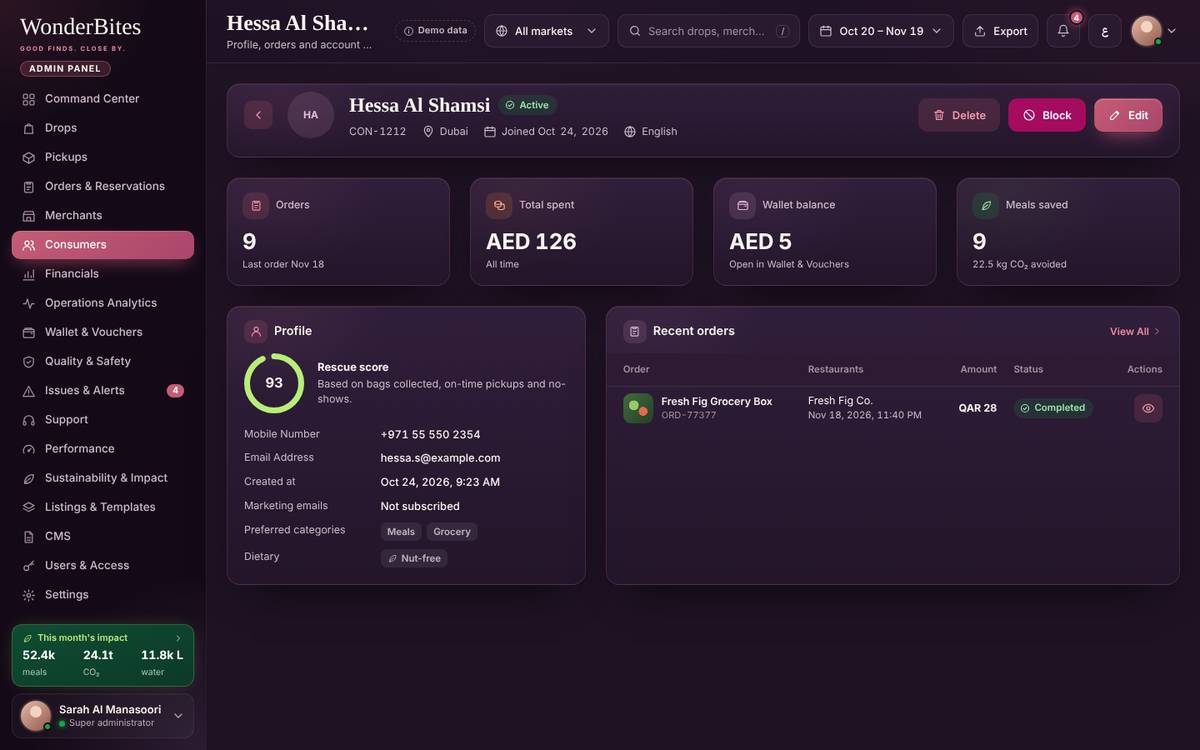 WonderBites
GOOD FINDS. CLOSE BY.
ADMIN PANEL
Command Center
Drops
Pickups
Orders & Reservations
Merchants
Consumers
Financials
Operations Analytics
Wallet & Vouchers
Quality & Safety
Issues & Alerts 4
Support
Performance
Sustainability & Impact
Listings & Templates
CMS
Users & Access
Settings
This month's impact
52.4k 24.1t 11.8k L
meals CO₂ water
Sarah Al Manasoori
Super administrator
Hessa Al Sha...
Profile, orders and account ...
Demo data
All markets
Search drops, merch... /
Oct 20 – Nov 19
Export
4
ع
HA
Hessa Al Shamsi Active
CON-1212 Dubai Joined Oct 24, 2026 English
Delete Block Edit
Orders
9
Last order Nov 18
Total spent
AED 126
All time
Wallet balance
AED 5
Open in Wallet & Vouchers
Meals saved
9
22.5 kg CO₂ avoided
Profile
93
Rescue score
Based on bags collected, on-time pickups and no-
shows.
Mobile Number +971 55 550 2354
Email Address hessa.s@example.com
Created at Oct 24, 2026, 9:23 AM
Marketing emails Not subscribed
Preferred categories Meals Grocery
Dietary Nut-free
Recent orders View All
Order Restaurants Amount Status Actions
Fresh Fig Grocery Box Fresh Fig Co. QAR 28 Completed
ORD-77377 Nov 18, 2026, 11:40 PM